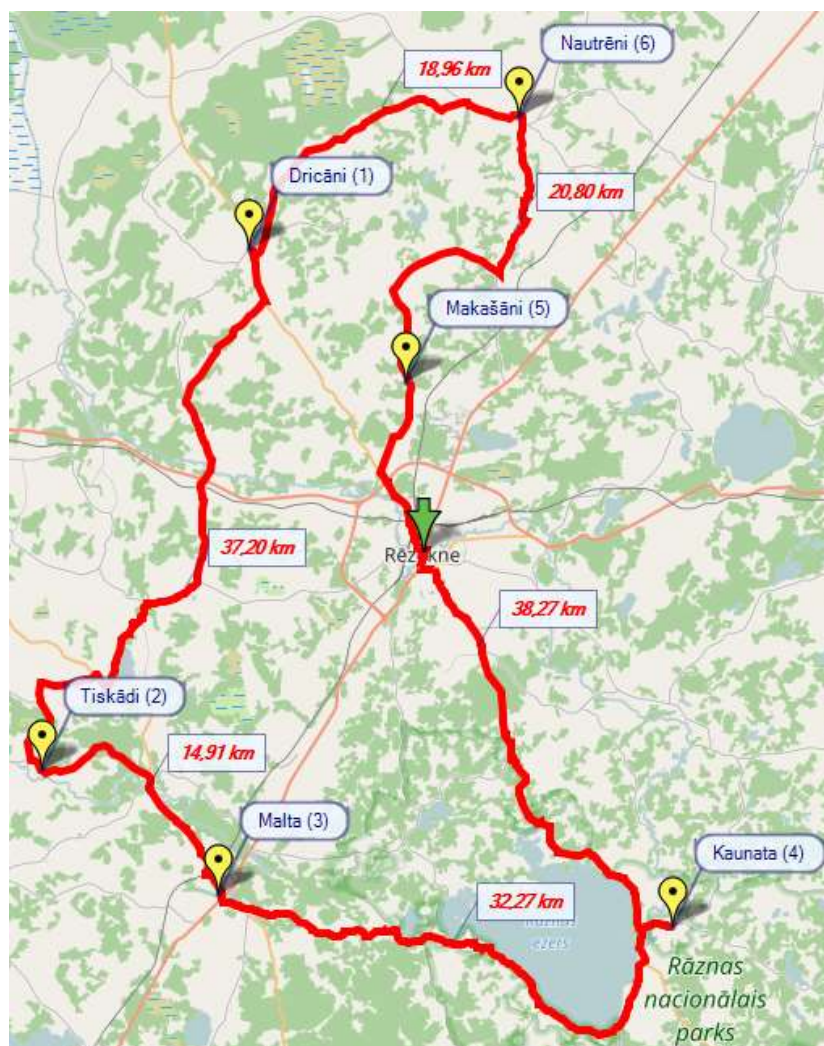 Nautrēni (6)
18,96 km
Dricāni (1)
20,80 km
Makašāni (5)
Rēzekne
37,20 km
38,27 km
Tiskādi (2)
14,91 km
Malta (3)
Kaunata (4)
32,27 km
ezers
Rāznas
nacionālais
parks